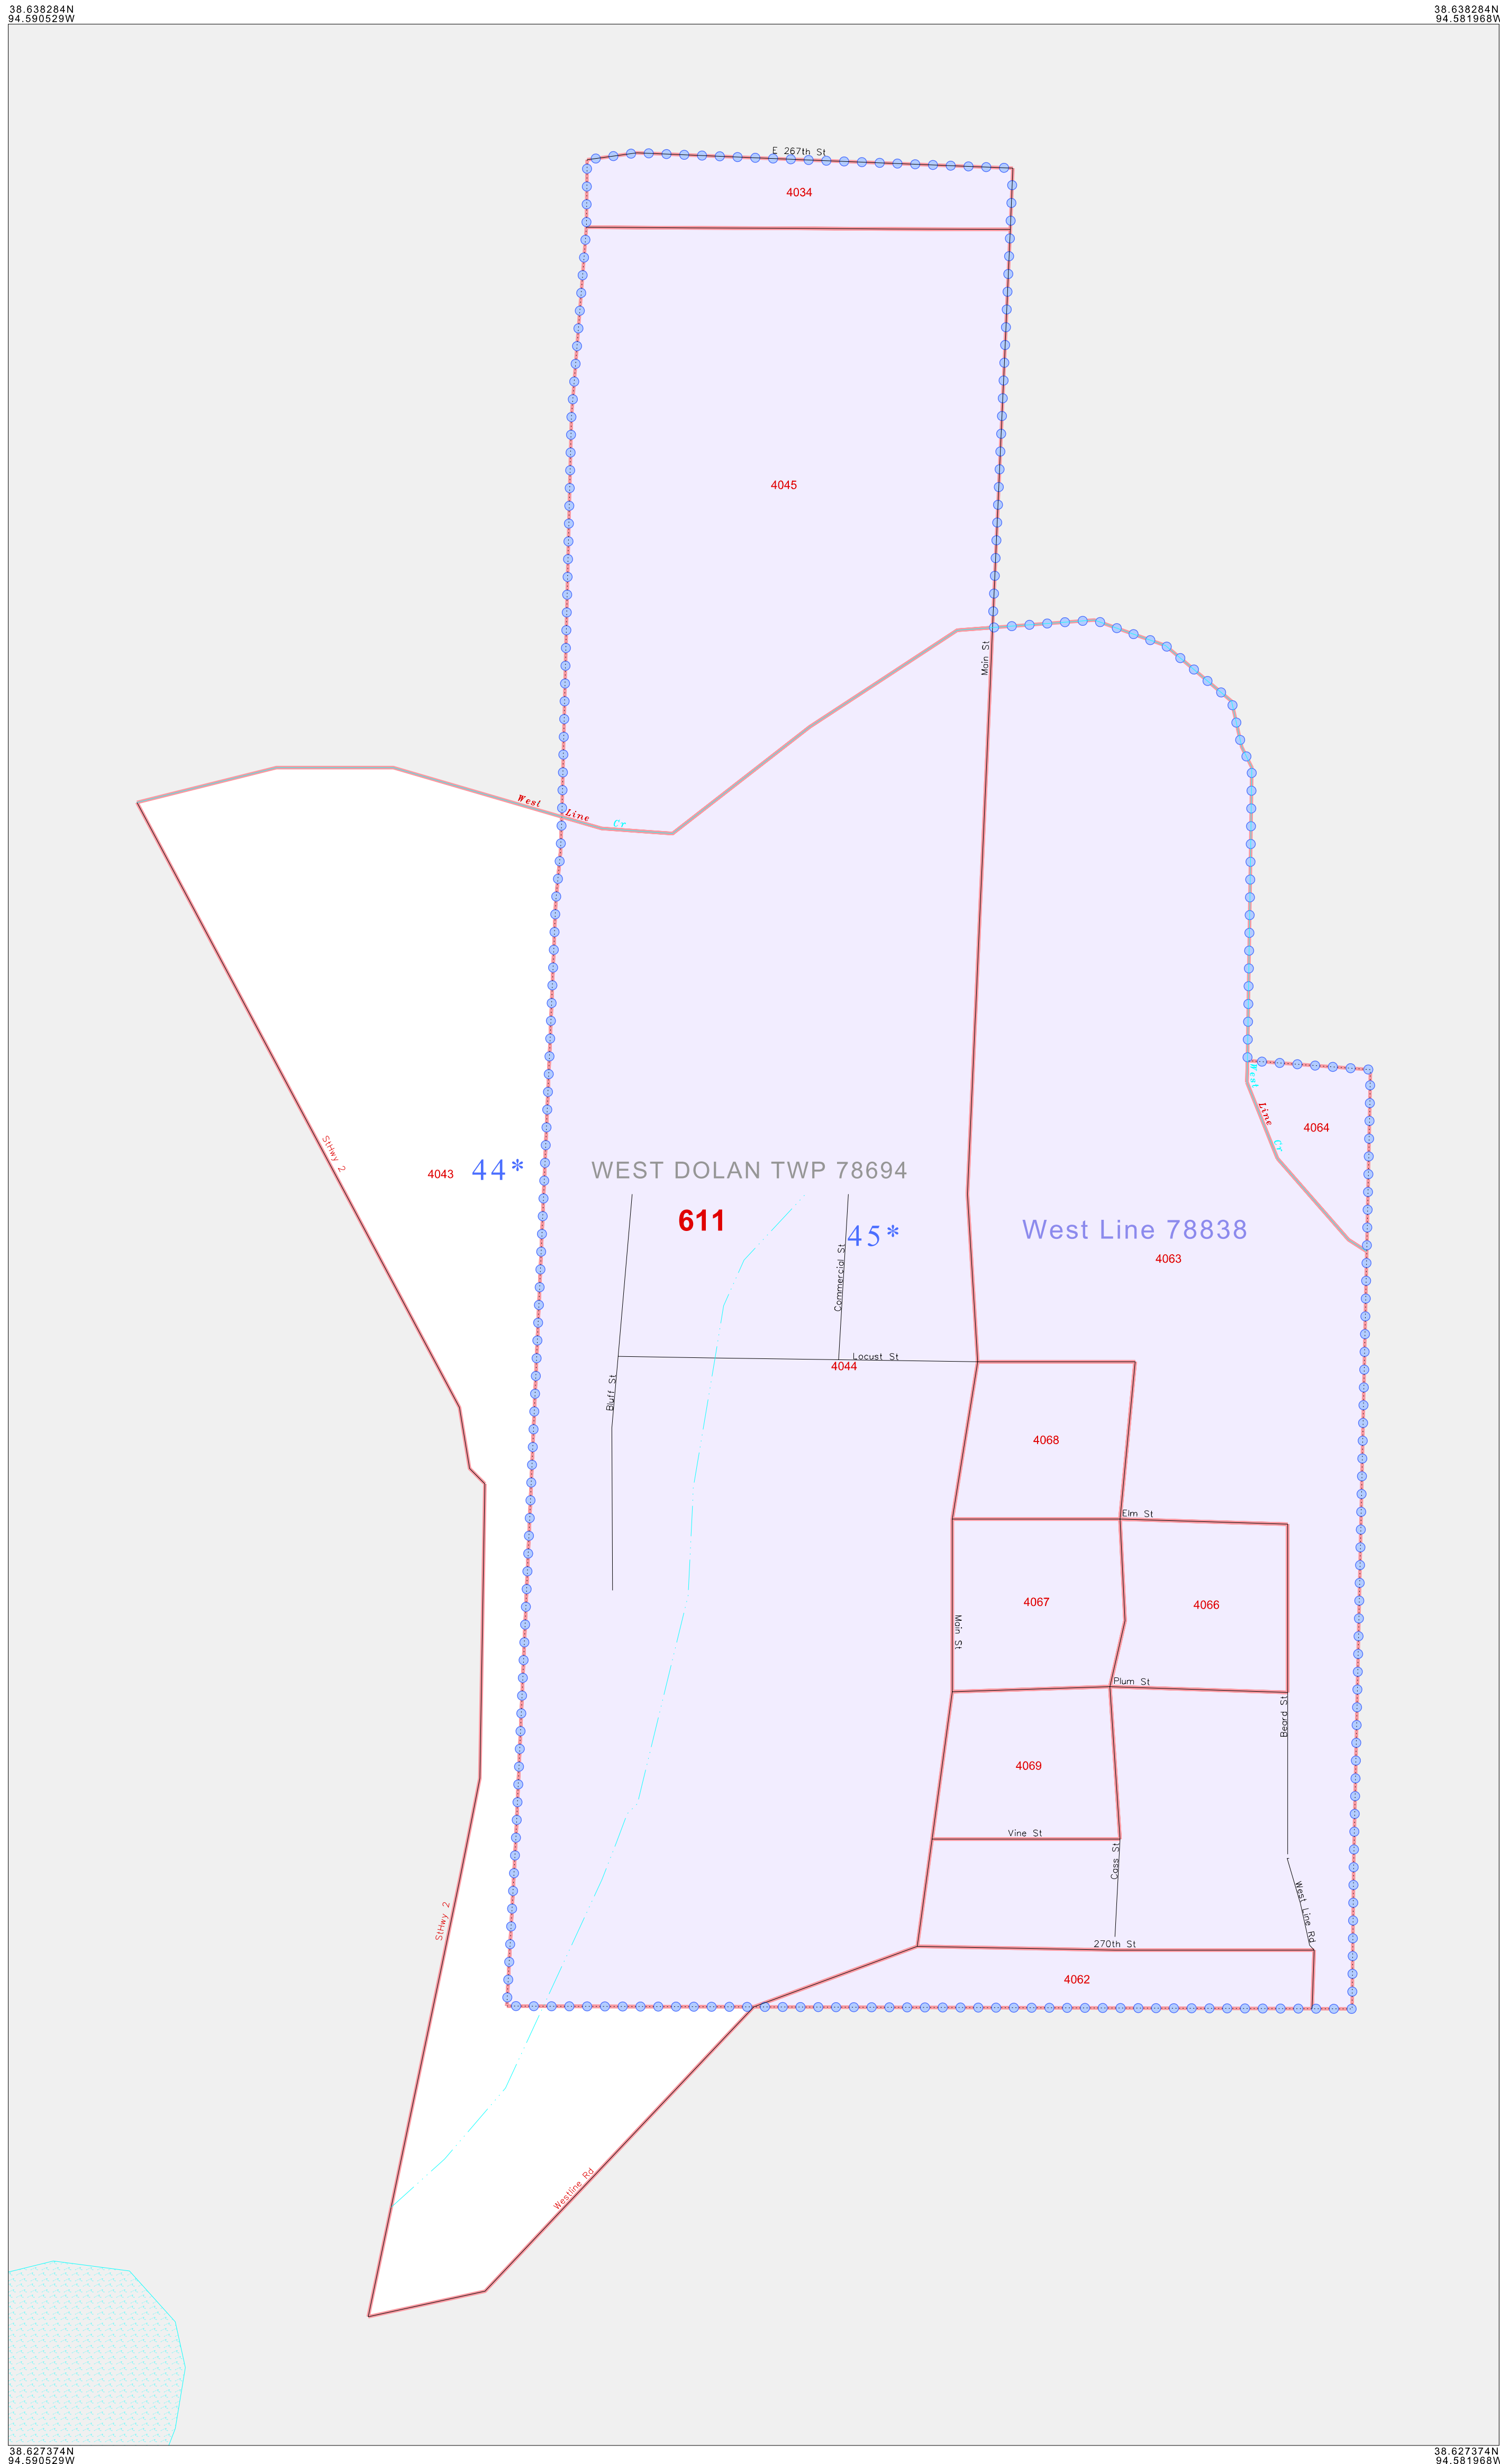 38.638284N
94.590529W
38.638284N
94.581968W
E 267th St
4034
4045
Main St
West Line Cr
West Line Cr
4064
StHwy 2
4043
44*
WEST DOLAN TWP 78694
611
45*
West Line 78838
4063
Commercial St
Locust St
4044
Bluff St
4068
Elm St
4067
4066
Main St
Plum St
Beard St
4069
Vine St
Cass St
West Line Rd
StHwy 2
270th St
4062
Westline Rd
38.627374N
94.590529W
38.627374N
94.581968W